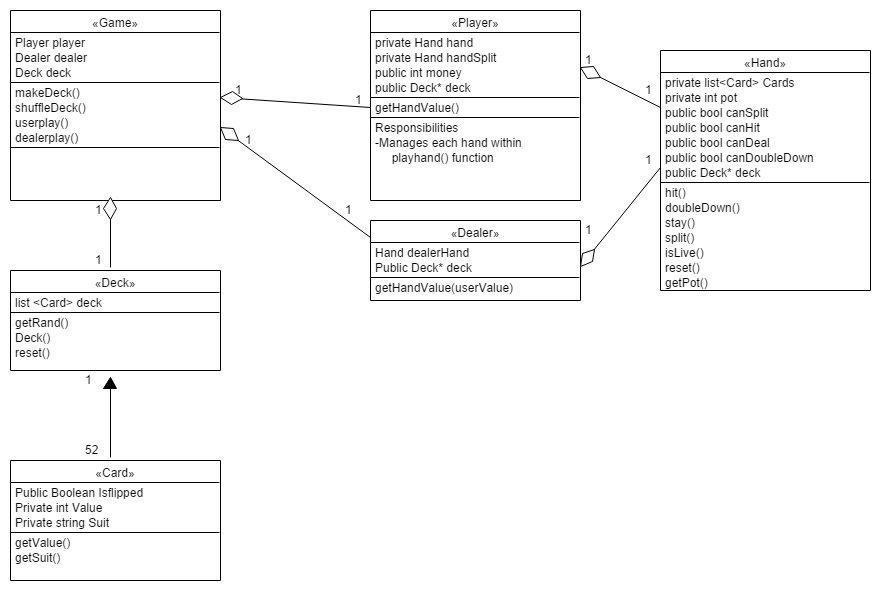 «Game»
Player player
Dealer dealer
Deck deck
makeDeck()
shuffleDeck()
userplay()
dealerplay()
1
1
1
1
1
1
«Player»
private Hand hand
private Hand handSplit
public int money
public Deck* deck
getHandValue()
Responsibilities
-Manages each hand within
playhand() function
1
1
1
1
«Hand»
private list<Card> Cards
private int pot
public bool canSplit
public bool canHit
public bool canDeal
public bool canDoubleDown
public Deck* deck
hit()
doubleDown()
stay()
split()
isLive()
reset()
getPot()
«Dealer»
Hand dealerHand
Public Deck* deck
getHandValue(userValue)
«Deck»
list <Card> deck
getRand()
Deck()
reset()
1
52
«Card»
Public Boolean Isflipped
Private int Value
Private string Suit
getValue()
getSuit()